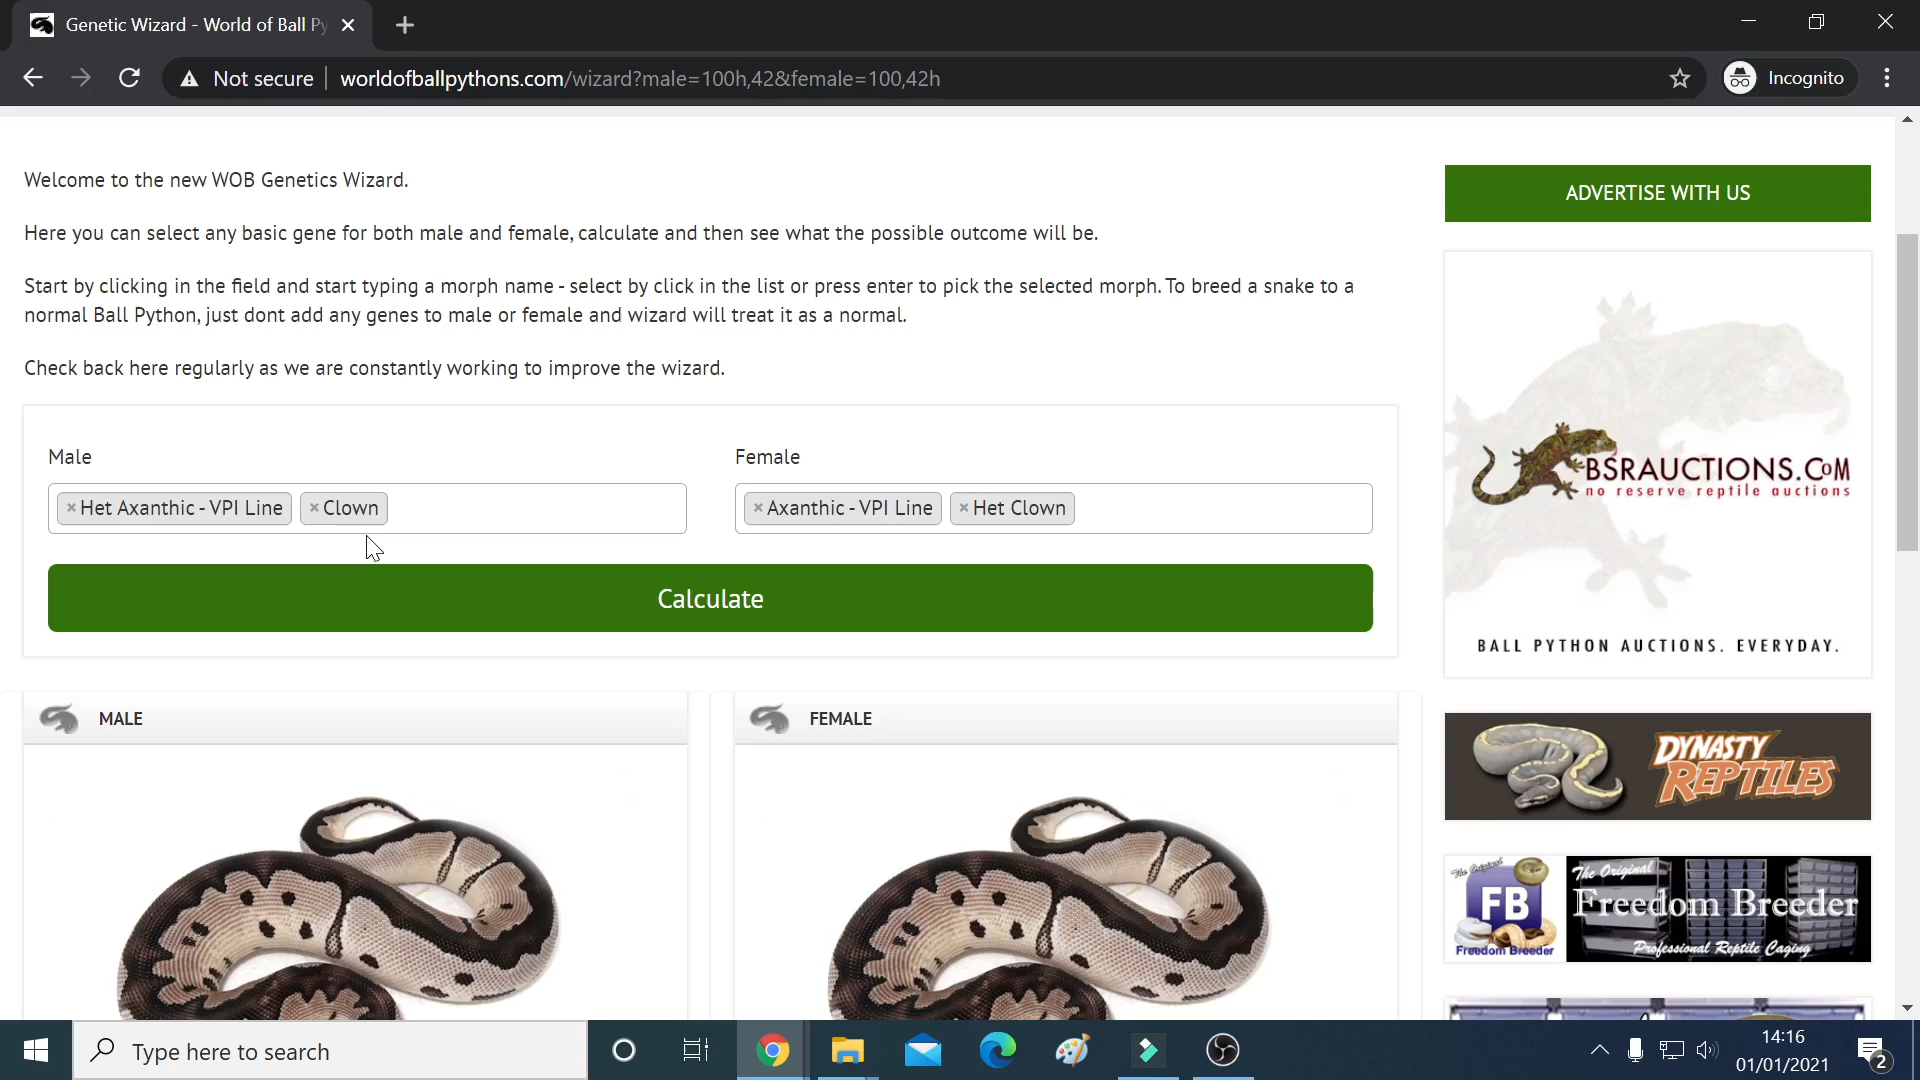 Genetic Wizard - World of Ball Py
Not secure
worldofballpythons.com/wizard?male=100h,42&female=100,42h
Incognito
Welcome to the new WOB Genetics Wizard.
Here you can select any basic gene for both male and female, calculate and then see what the possible outcome will be.
Start by clicking in the field and start typing a morph name - select by click in the list or press enter to pick the selected morph. To breed a snake to a
normal Ball Python, just dont add any genes to male or female and wizard will treat it as a normal.
Check back here regularly as we are constantly working to improve the wizard.
Male
× Het Axanthic - VPI Line × Clown
Female
× Axanthic - VPI Line × Het Clown
Calculate
MALE
FEMALE
ADVERTISE WITH US
BSRAUCTIONS.COM
no reserve reptile auctions
BALL PYTHON AUCTIONS. EVERYDAY.
DYNASTY
REPTILES
The Original
FB
Freedom Breeder
The Original
Freedom Breeder
Professional Reptile Caging
Type here to search
14:16
01/01/2021
2